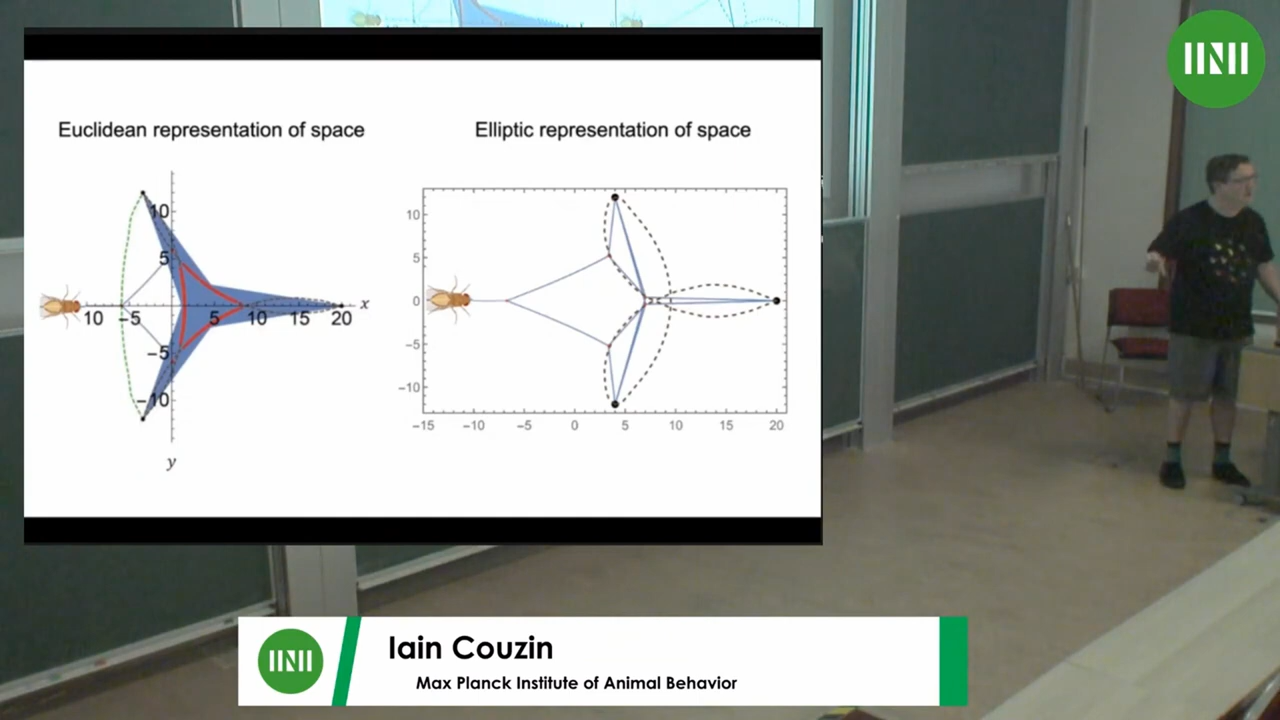 IINII
Euclidean representation of space
Elliptic representation of space
10
5
10 -5 5 10 15 20 x
-5
-10
y
10
5
0
-5
-10
-15 -10 -5 0 5 10 15 20
IINII
Iain Couzin
Max Planck Institute of Animal Behavior